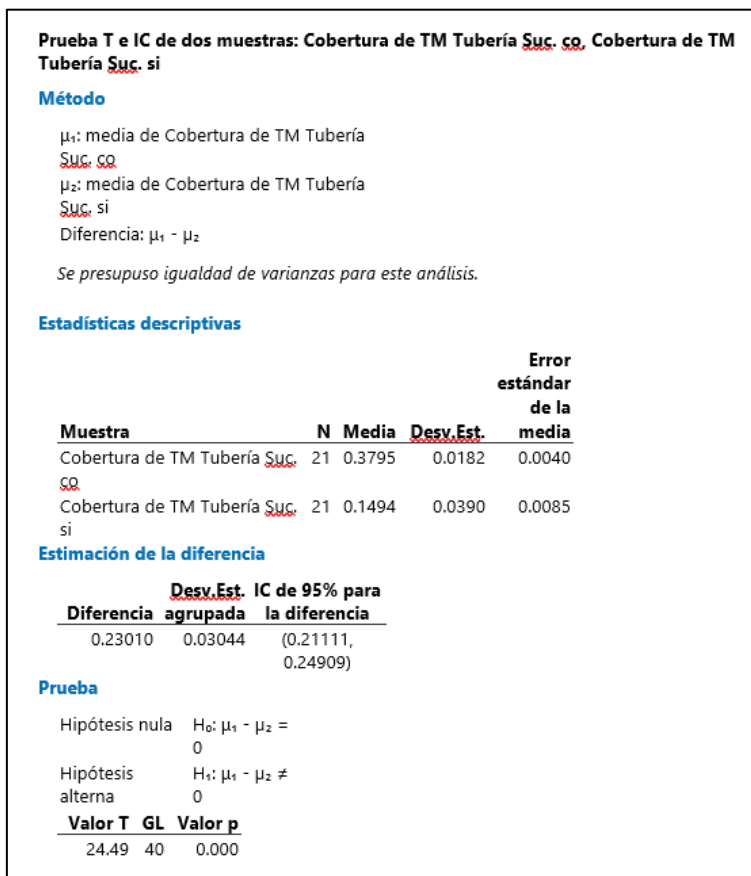 Prueba T e IC de dos muestras: Cobertura de TM Tubería Suc. co, Cobertura de TM
Tubería Suc. si
Método
μ₁: media de Cobertura de TM Tubería
Suc. co
μ₂: media de Cobertura de TM Tubería
Suc. si
Diferencia: μ₁ - μ₂
Se presupuso igualdad de varianzas para este análisis.
Estadísticas descriptivas
Error
estándar
de la
Muestra N Media Desv.Est. media
Cobertura de TM Tubería Suc. 21 0.3795 0.0182 0.0040
co
Cobertura de TM Tubería Suc. 21 0.1494 0.0390 0.0085
si
Estimación de la diferencia
Desv.Est. IC de 95% para
Diferencia agrupada la diferencia
0.23010 0.03044 (0.21111,
0.24909)
Prueba
Hipótesis nula H₀: μ₁ - μ₂ =
0
Hipótesis H₁: μ₁ - μ₂ ≠
alterna 0
Valor T GL Valor p
24.49 40 0.000